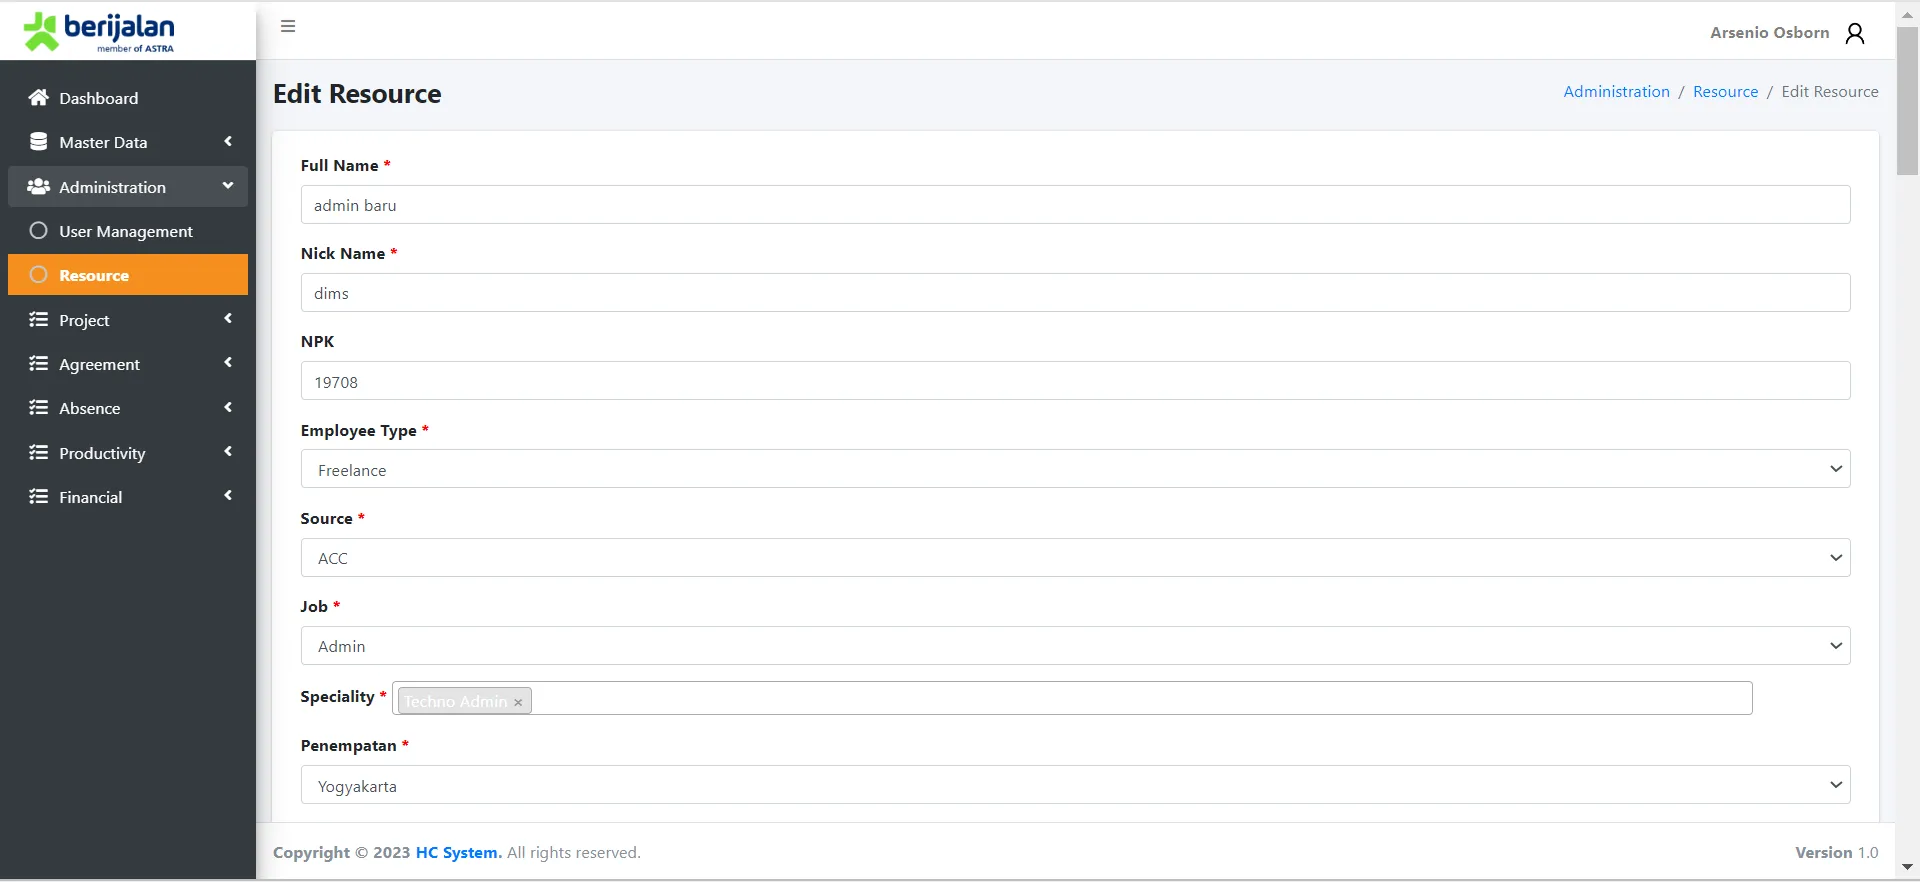 berijalan
member of ASTRA
Arsenio Osborn
Dashboard
Master Data
Administration
User Management
Resource
Project
Agreement
Absence
Productivity
Financial
Edit Resource
Administration / Resource / Edit Resource
Full Name *
admin baru
Nick Name *
dims
NPK
19708
Employee Type *
Freelance
Source *
ACC
Job *
Admin
Speciality * Techno Admin ×
Penempatan *
Yogyakarta
Copyright © 2023 HC System. All rights reserved.
Version 1.0